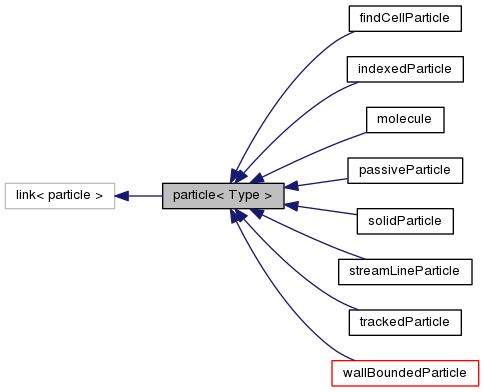 findCellParticle
indexedParticle
molecule
passiveParticle
link< particle >
particle< Type >
solidParticle
streamLineParticle
trackedParticle
wallBoundedParticle